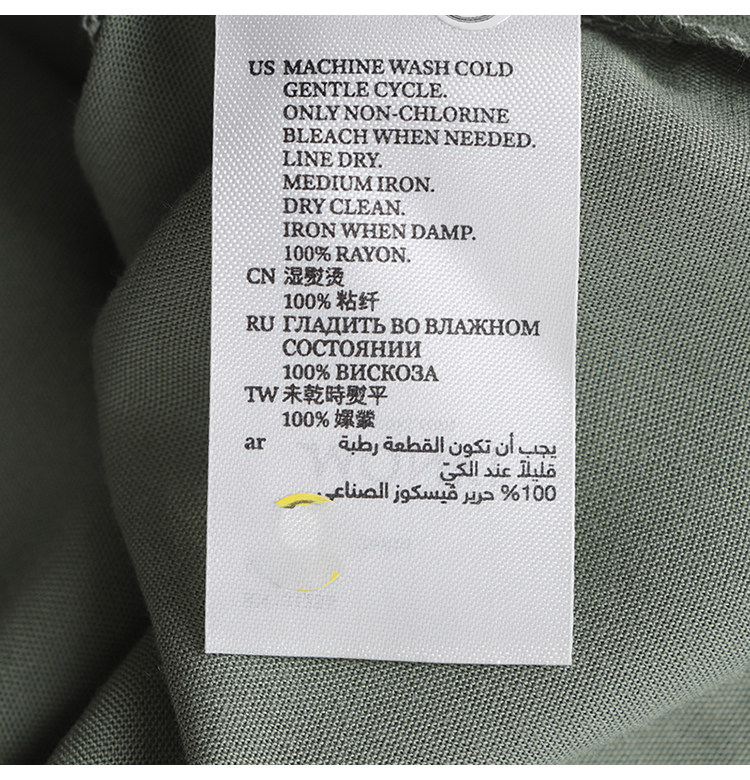 US MACHINE WASH COLD
GENTLE CYCLE.
ONLY NON-CHLORINE
BLEACH WHEN NEEDED.
LINE DRY.
MEDIUM IRON.
DRY CLEAN.
IRON WHEN DAMP.
100% RAYON.
CN 湿熨烫
100% 粘纤
RU ГЛАДИТЬ ВО ВЛАЖНОМ
СОСТОЯНИИ
100% ВИСКОЗА
TW 未乾時熨平
100% 嫘縈
ar يجب أن تكون القطعة رطبة
قليلاً عند الكيّ
100% حرير ڤيسكوز الصناعي